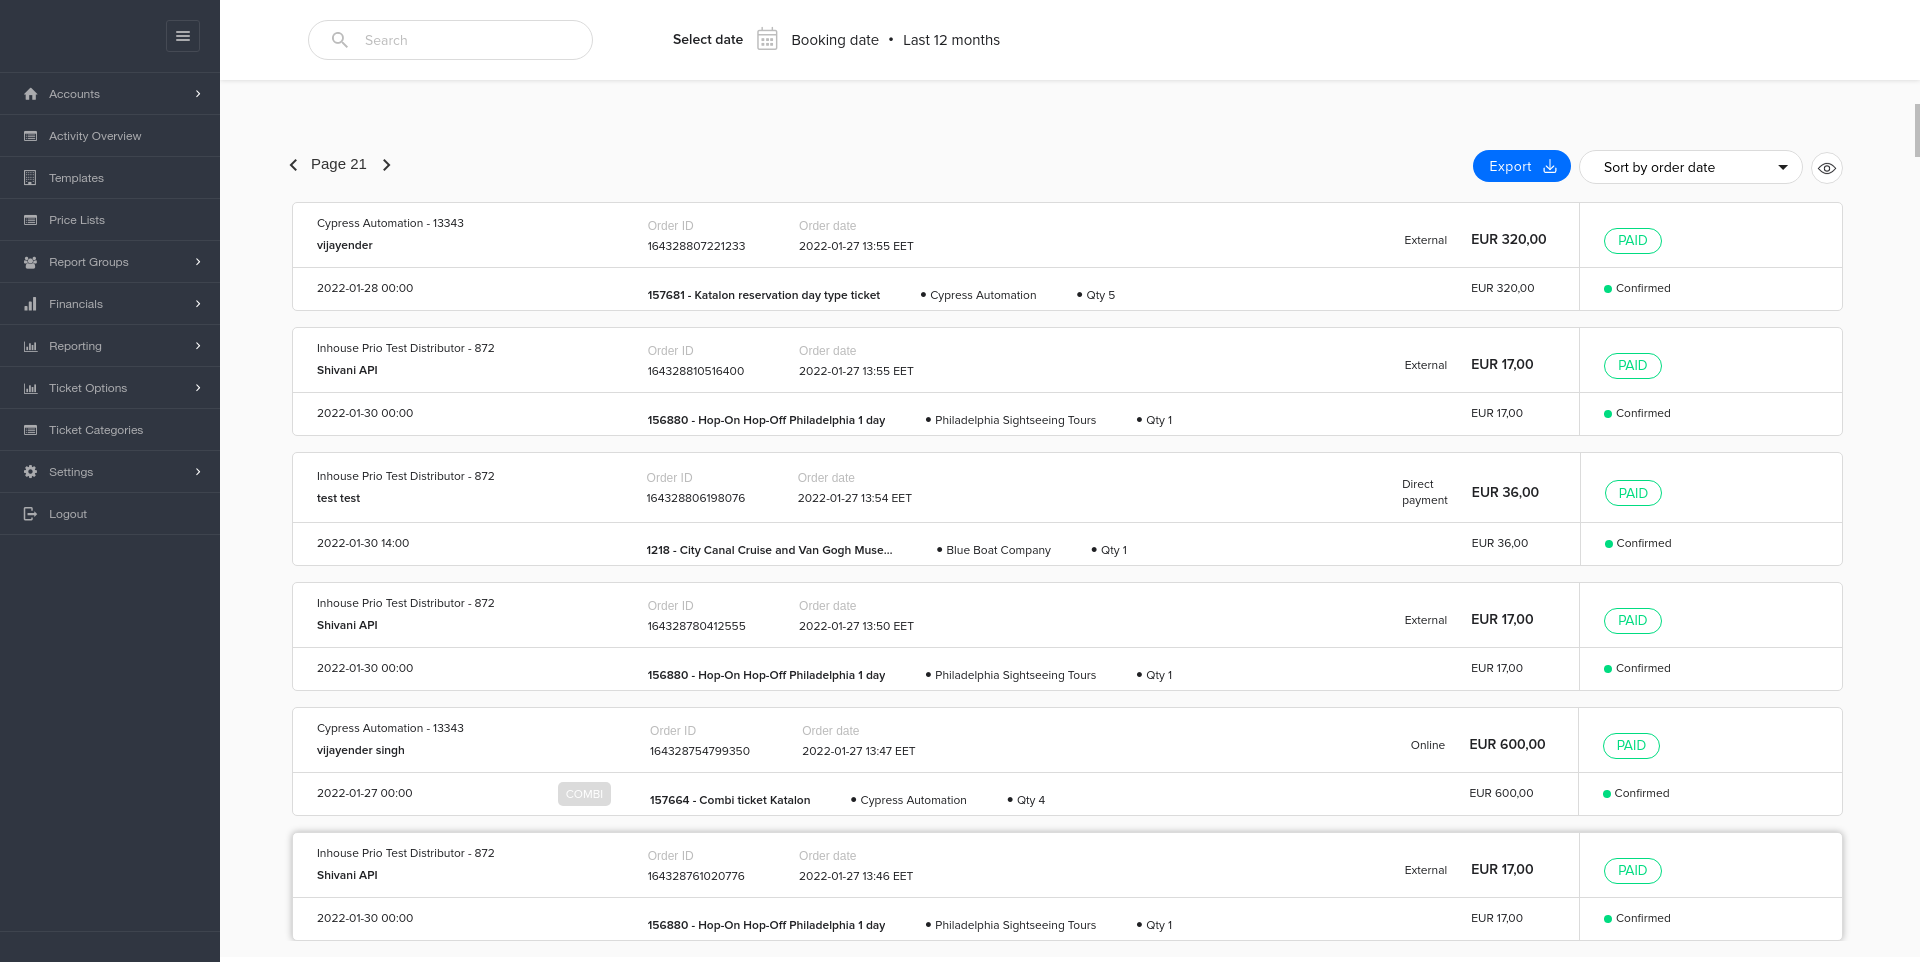 Search
Select date Booking date • Last 12 months
Accounts
Activity Overview
Templates
Price Lists
Report Groups
Financials
Reporting
Ticket Options
Ticket Categories
Settings
Logout
Page 21
Export
Sort by order date
Cypress Automation - 13343 Order ID Order date
vijayender 164328807221233 2022-01-27 13:55 EET External EUR 320,00 PAID
2022-01-28 00:00 157681 - Katalon reservation day type ticket • Cypress Automation • Qty 5 EUR 320,00 Confirmed
Inhouse Prio Test Distributor - 872 Order ID Order date
Shivani API 164328810516400 2022-01-27 13:55 EET External EUR 17,00 PAID
2022-01-30 00:00 156880 - Hop-On Hop-Off Philadelphia 1 day • Philadelphia Sightseeing Tours • Qty 1 EUR 17,00 Confirmed
Inhouse Prio Test Distributor - 872 Order ID Order date
test test 164328806198076 2022-01-27 13:54 EET Direct payment EUR 36,00 PAID
2022-01-30 14:00 1218 - City Canal Cruise and Van Gogh Muse... • Blue Boat Company • Qty 1 EUR 36,00 Confirmed
Inhouse Prio Test Distributor - 872 Order ID Order date
Shivani API 164328780412555 2022-01-27 13:50 EET External EUR 17,00 PAID
2022-01-30 00:00 156880 - Hop-On Hop-Off Philadelphia 1 day • Philadelphia Sightseeing Tours • Qty 1 EUR 17,00 Confirmed
Cypress Automation - 13343 Order ID Order date
vijayender singh 164328754799350 2022-01-27 13:47 EET Online EUR 600,00 PAID
2022-01-27 00:00 COMBI 157664 - Combi ticket Katalon • Cypress Automation • Qty 4 EUR 600,00 Confirmed
Inhouse Prio Test Distributor - 872 Order ID Order date
Shivani API 164328761020776 2022-01-27 13:46 EET External EUR 17,00 PAID
2022-01-30 00:00 156880 - Hop-On Hop-Off Philadelphia 1 day • Philadelphia Sightseeing Tours • Qty 1 EUR 17,00 Confirmed